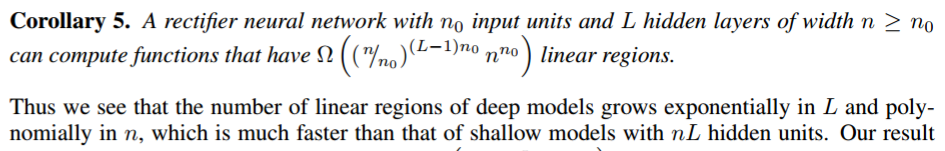 Corollary 5. A rectifier neural network with n₀ input units and L hidden layers of width n ≥ n₀
can compute functions that have Ω((n/n₀)^{(L−1)n₀} n^{n₀}) linear regions.
Thus we see that the number of linear regions of deep models grows exponentially in L and poly-
nomially in n, which is much faster than that of shallow models with nL hidden units. Our result